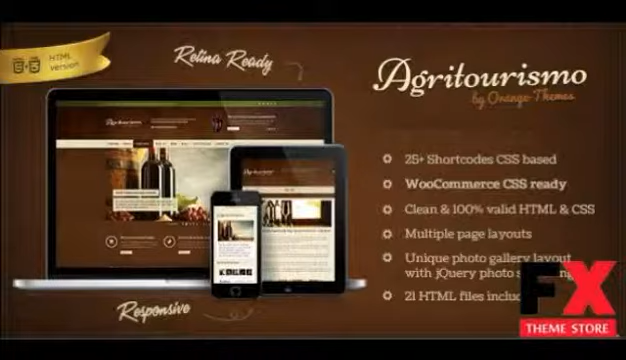 HTML
version
Retina Ready
Agritourismo
by Orange Themes
25+ Shortcodes CSS based
WooCommerce CSS ready
Clean & 100% valid HTML & CSS
Multiple page layouts
Unique photo gallery layout
with jQuery photo
21 HTML files
Responsive
FX
THEME STORE